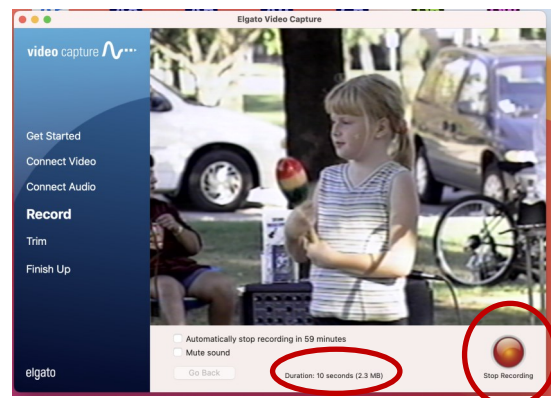 Elgato Video Capture
video capture
Get Started
Connect Video
Connect Audio
Record
Trim
Finish Up
Automatically stop recording in 59 minutes
Mute sound
Go Back
Duration: 10 seconds (2.3 MB)
Stop Recording
elgato